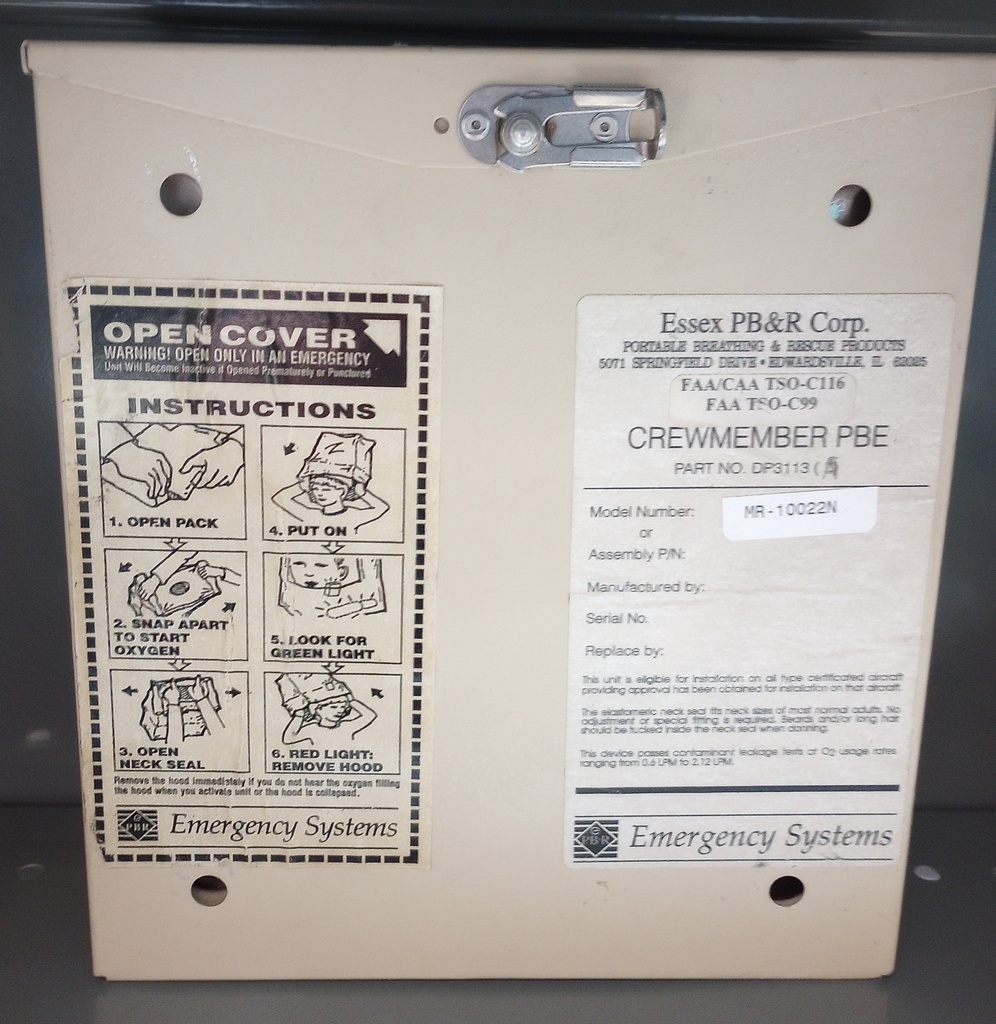 OPEN COVER
WARNING! OPEN ONLY IN AN EMERGENCY
Unit Will Become Inactive if Opened Prematurely or Punctured
INSTRUCTIONS
1. OPEN PACK
2. SNAP APART
TO START
OXYGEN
3. OPEN
NECK SEAL
4. PUT ON
5. LOOK FOR
GREEN LIGHT
6. RED LIGHT:
REMOVE HOOD
Remove the hood immediately if you do not hear the oxygen filling
the hood when you activate unit or the hood is collapsed.
PB&R Emergency Systems
Essex PB&R Corp.
PORTABLE BREATHING & RESCUE PRODUCTS
5071 SPRINGFIELD DRIVE • EDWARDSVILLE, IL 62025
FAA/CAA TSO-C116
FAA TSO-C99
CREWMEMBER PBE
PART NO. DP3113 (
Model Number: MR-10022N
or
Assembly P/N:
Manufactured by:
Serial No.
Replace by:
This unit is eligible for installation on all type certificated aircraft
providing approval has been obtained for installation on that aircraft.
The elastomeric neck seal fits neck sizes of most normal adults. No
adjustment or special fitting is required. Beards and/or long hair
should be tucked inside the neck seal when donning.
This device passes contaminant leakage tests at O2 usage rates
ranging from 0.6 LPM to 2.12 LPM.
PB&R Emergency Systems